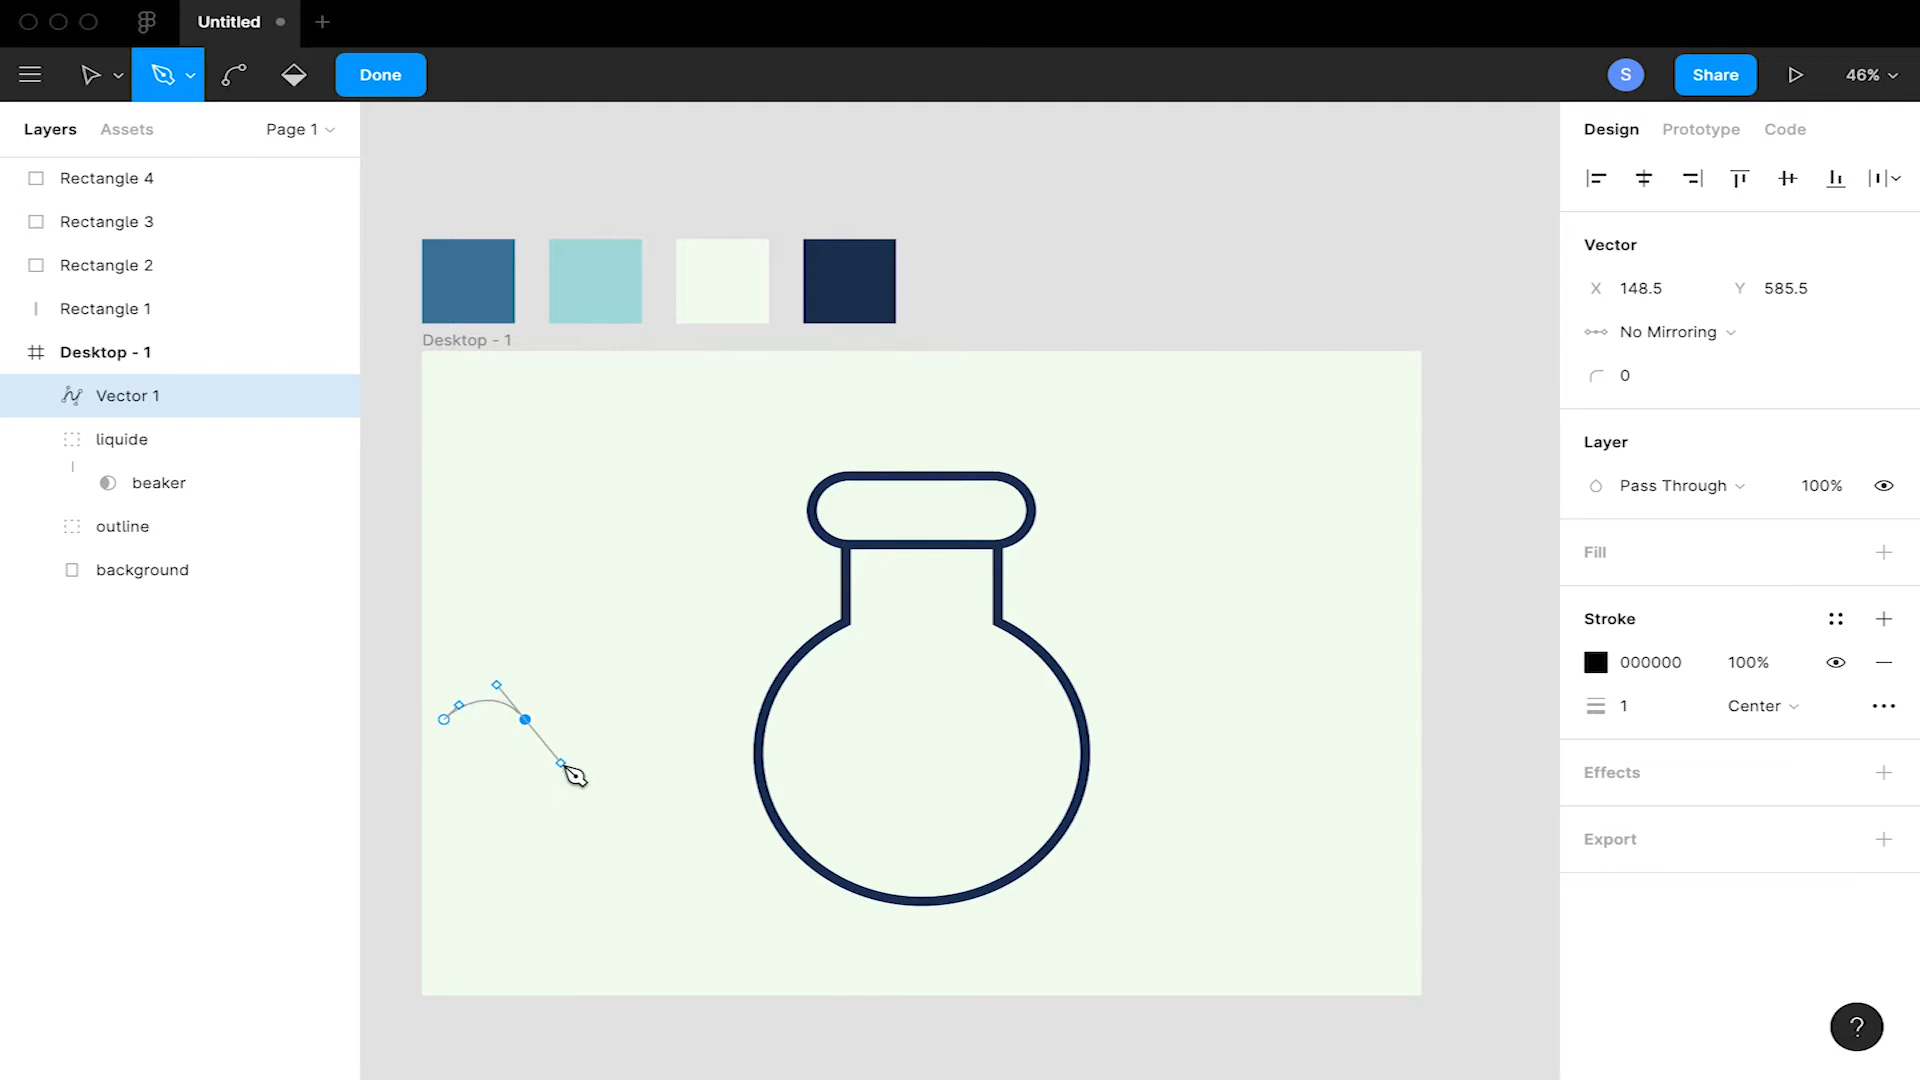 Untitled
Done
S
Share
46%
Layers
Assets
Page 1
Design
Prototype
Code
Rectangle 4
Rectangle 3
Rectangle 2
Rectangle 1
Desktop - 1
Vector 1
liquide
beaker
outline
background
Desktop - 1
Vector
X 148.5
Y 585.5
No Mirroring
0
Layer
Pass Through
100%
Fill
Stroke
000000
100%
1
Center
Effects
Export
?